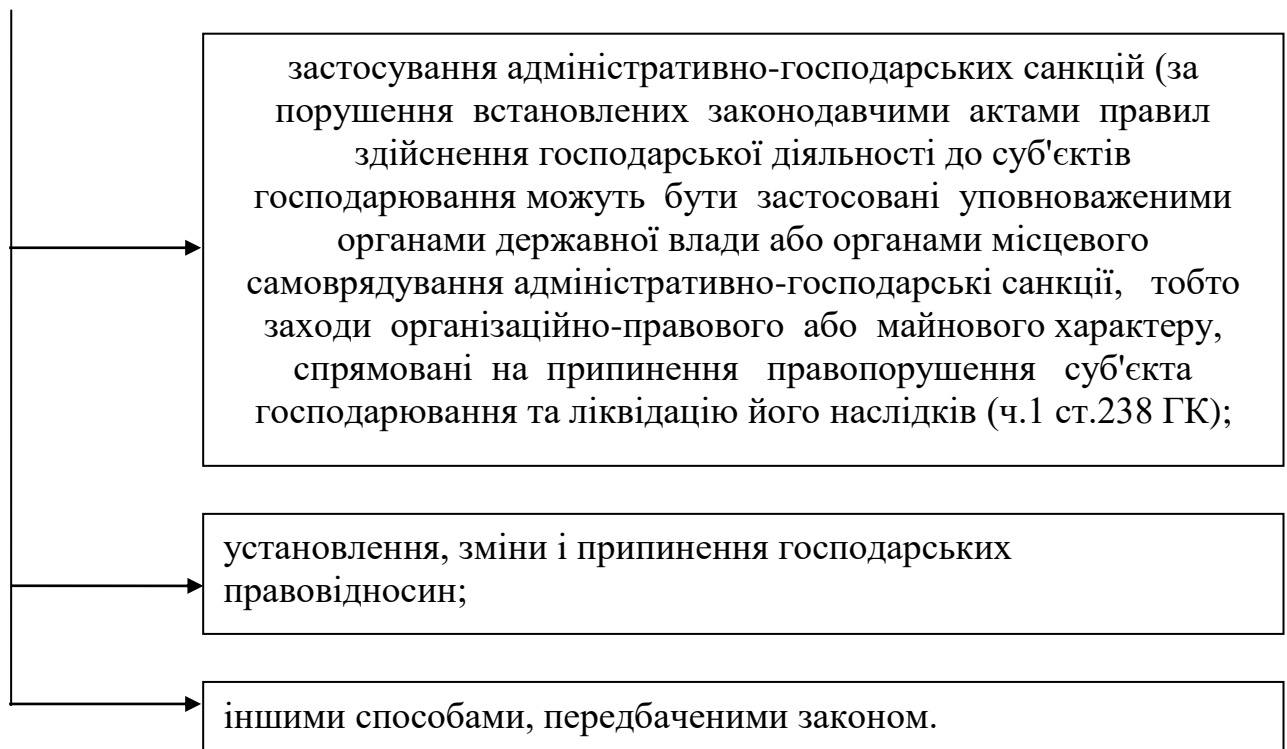 застосування адміністративно-господарських санкцій (за
порушення встановлених законодавчими актами правил
здійснення господарської діяльності до суб'єктів
господарювання можуть бути застосовані уповноваженими
органами державної влади або органами місцевого
самоврядування адміністративно-господарські санкції, тобто
заходи організаційно-правового або майнового характеру,
спрямовані на припинення правопорушення суб'єкта
господарювання та ліквідацію його наслідків (ч.1 ст.238 ГК);
установлення, зміни і припинення господарських
правовідносин;
іншими способами, передбаченими законом.